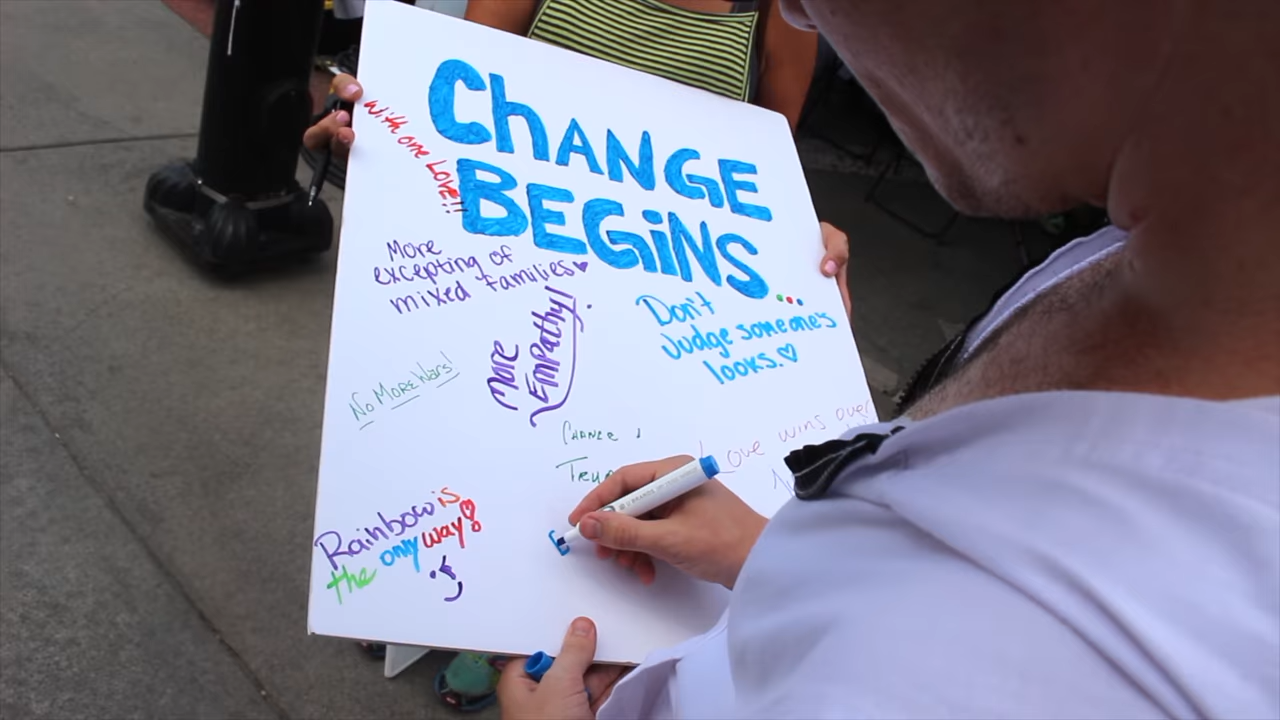 CHANGE
BEGINS...
with one LOVE!!
More
excepting of
mixed families
More
EMPathy!
Don't
Judge someone's
looks.
No More Wars!
Love wins over
Rainbow is
the only way!